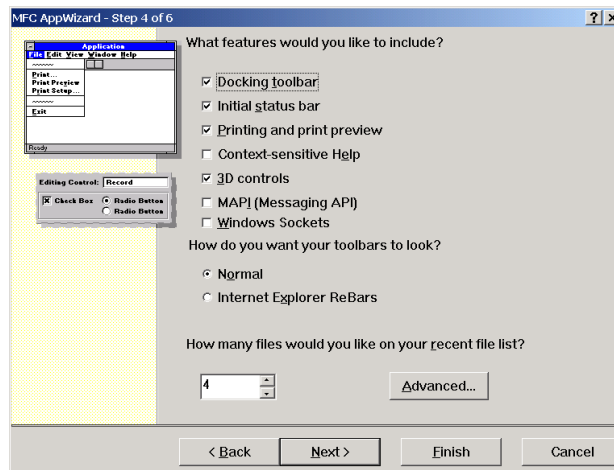 MFC AppWizard - Step 4 of 6
Application
File Edit View Window Help
Print...
Print Preview
Print Setup...
Exit
Ready
Editing Control: Record
Check Box
Radio Button
Radio Button
What features would you like to include?
Docking toolbar
Initial status bar
Printing and print preview
Context-sensitive Help
3D controls
MAPI (Messaging API)
Windows Sockets
How do you want your toolbars to look?
Normal
Internet Explorer ReBars
How many files would you like on your recent file list?
4
Advanced...
< Back
Next >
Finish
Cancel